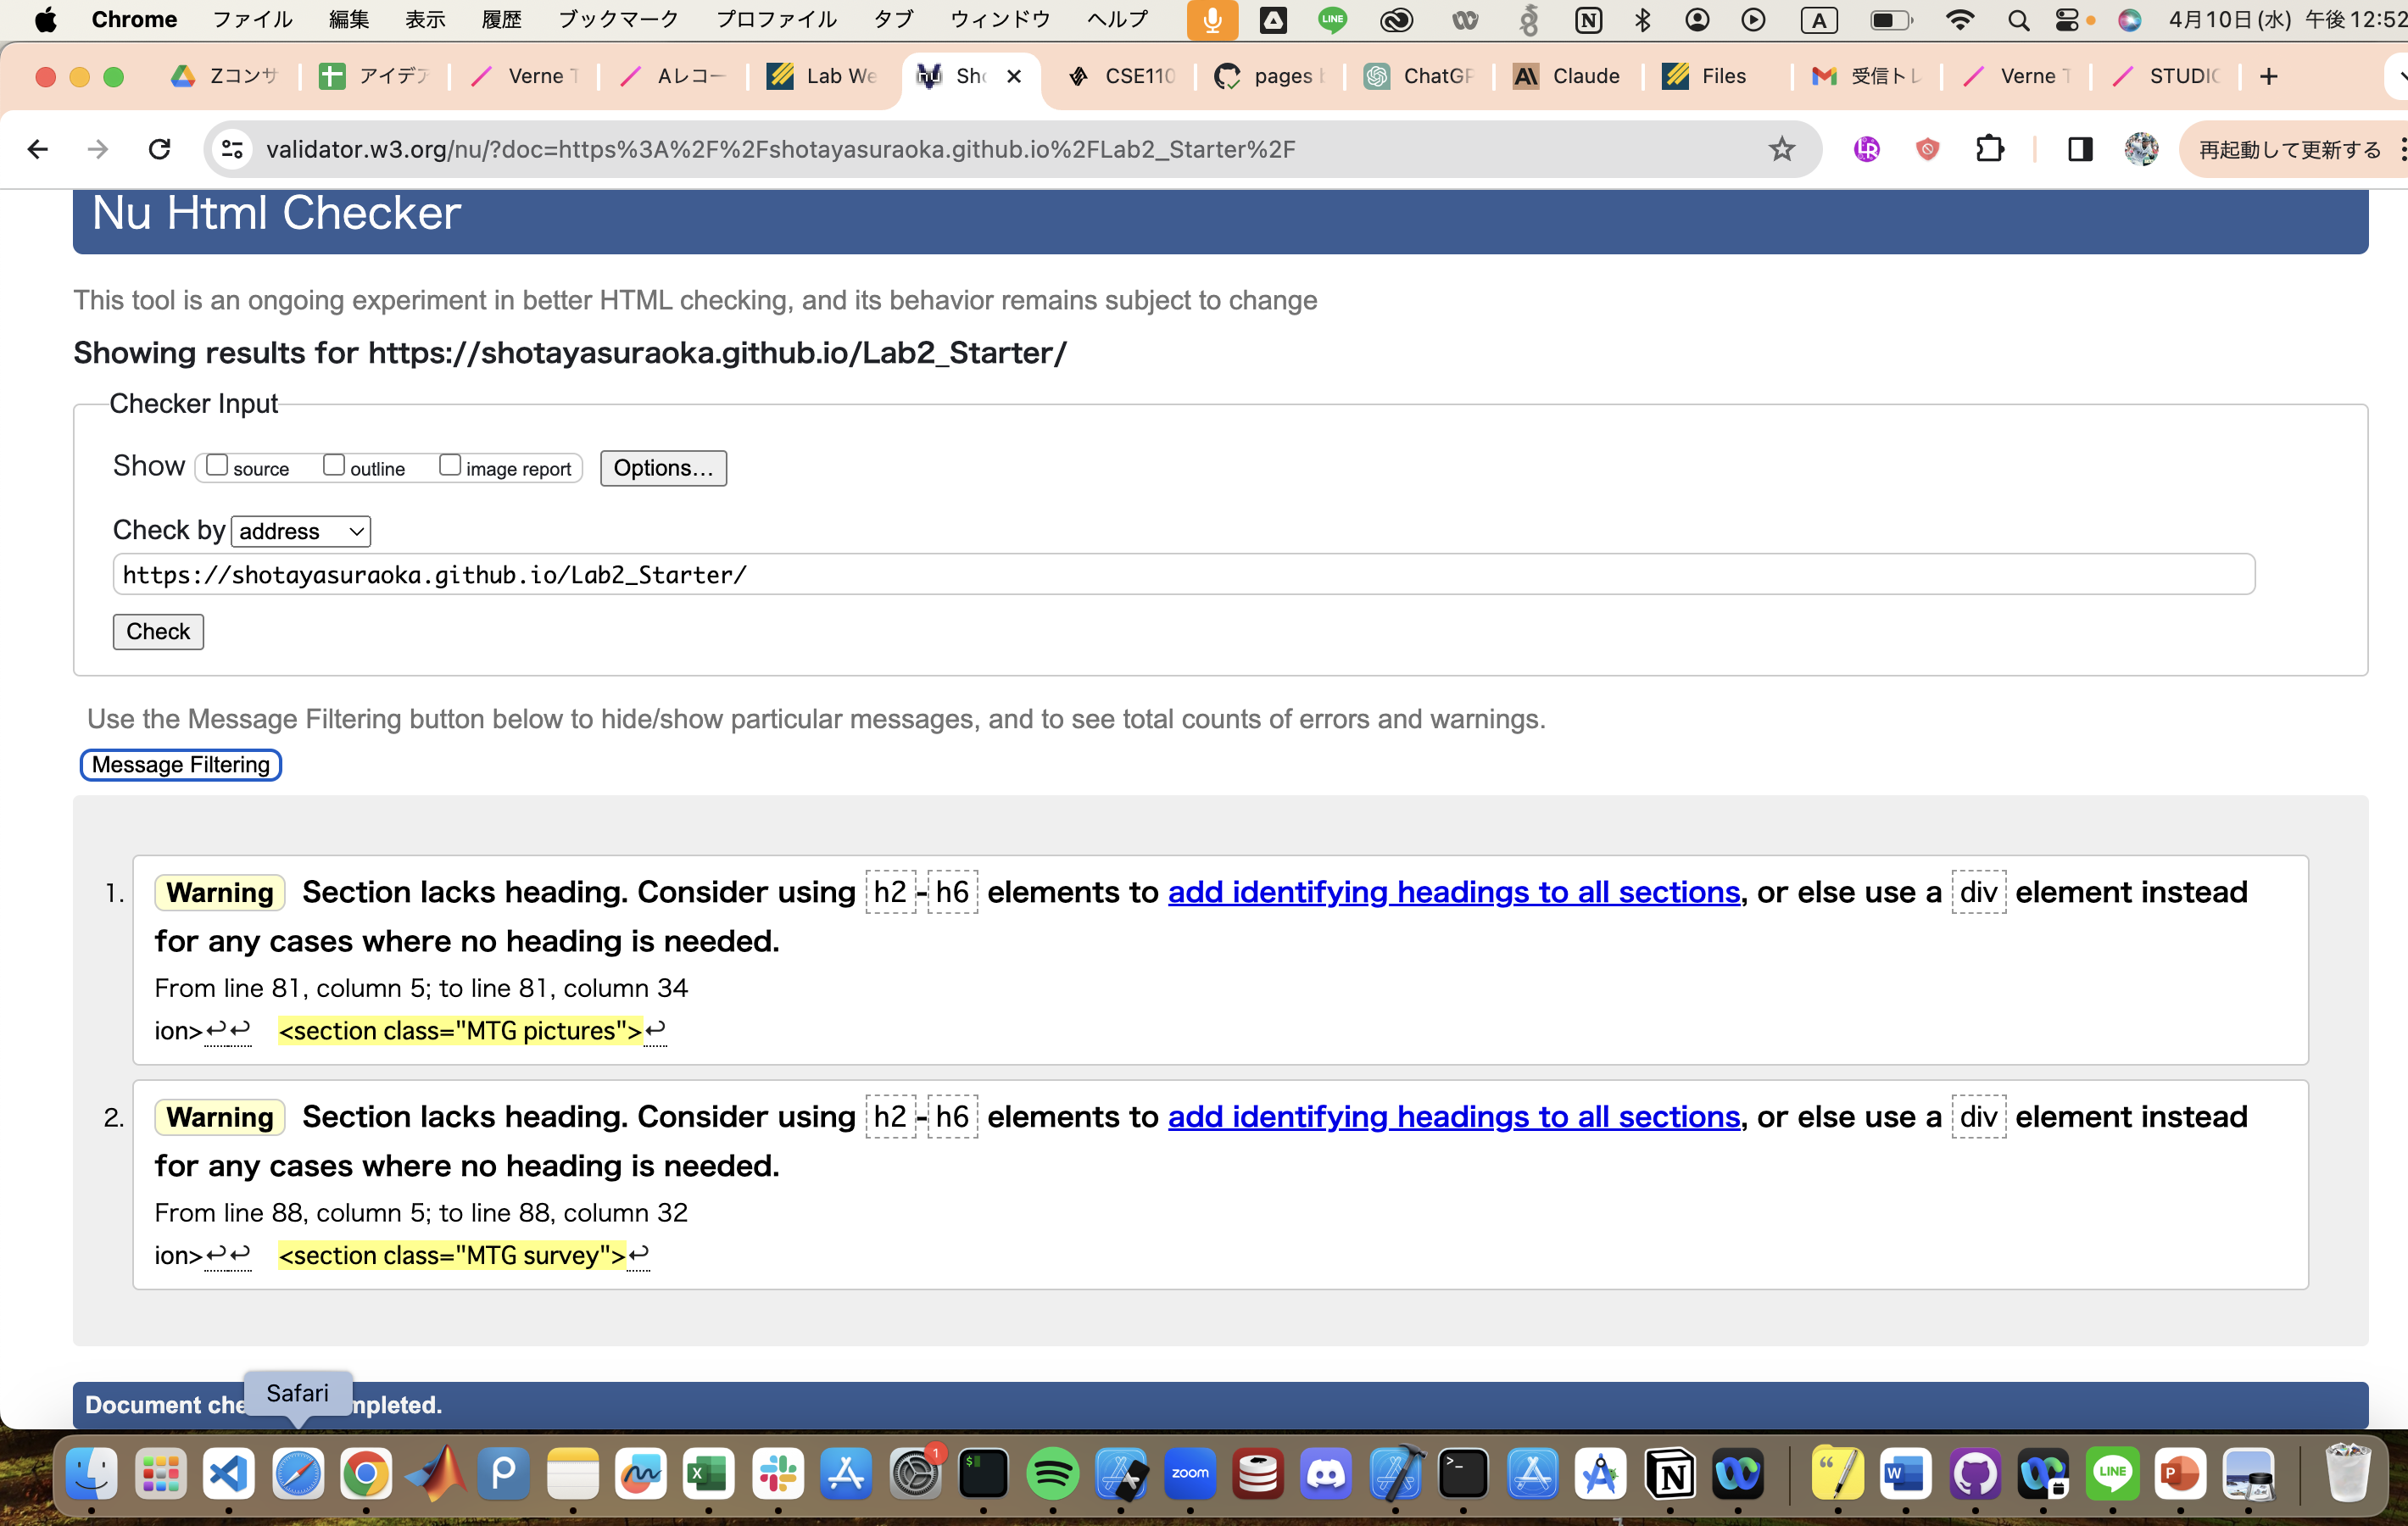 Chrome ファイル 編集 表示 履歴 ブックマーク プロファイル タブ ウィンドウ ヘルプ LINE A 4月10日(水) 午後12:52
Zコンサ アイデア Verne T Aレコー Lab We Sho CSE110 pages b ChatGP Claude Files 受信トレ Verne T STUDIO
validator.w3.org/nu/?doc=https%3A%2F%2Fshotayasuraoka.github.io%2FLab2_Starter%2F 再起動して更新する
Nu Html Checker
This tool is an ongoing experiment in better HTML checking, and its behavior remains subject to change
Showing results for https://shotayasuraoka.github.io/Lab2_Starter/
Checker Input
Show source outline image report Options...
Check by address
https://shotayasuraoka.github.io/Lab2_Starter/
Check
Use the Message Filtering button below to hide/show particular messages, and to see total counts of errors and warnings.
Message Filtering
1. Warning Section lacks heading. Consider using h2-h6 elements to add identifying headings to all sections, or else use a div element instead
for any cases where no heading is needed.
From line 81, column 5; to line 81, column 34
ion>↩↩ <section class="MTG pictures">↩
2. Warning Section lacks heading. Consider using h2-h6 elements to add identifying headings to all sections, or else use a div element instead
for any cases where no heading is needed.
From line 88, column 5; to line 88, column 32
ion>↩↩ <section class="MTG survey">↩
Safari
Document che mpleted.
1
zoom
LINE